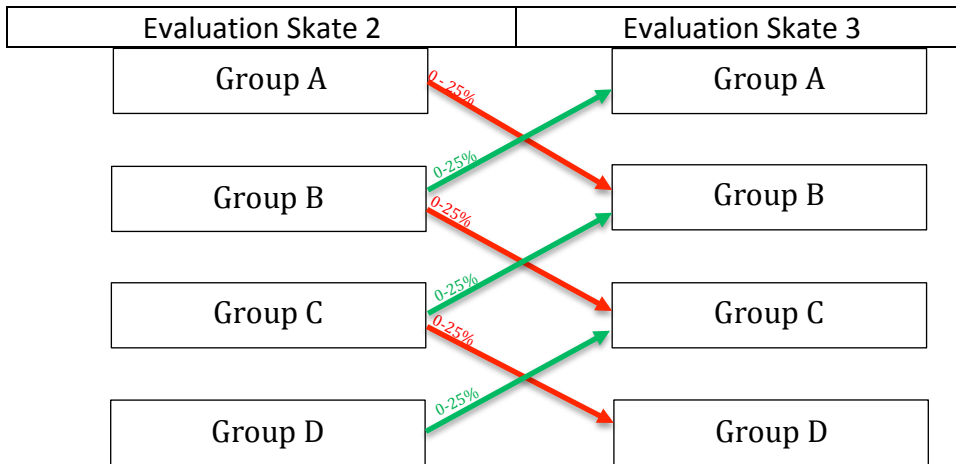 Evaluation Skate 2
Evaluation Skate 3
Group A
0 - 25%
Group A
0-25%
Group B
0-25%
Group B
0-25%
Group C
0-25%
Group C
0-25%
Group D
Group D